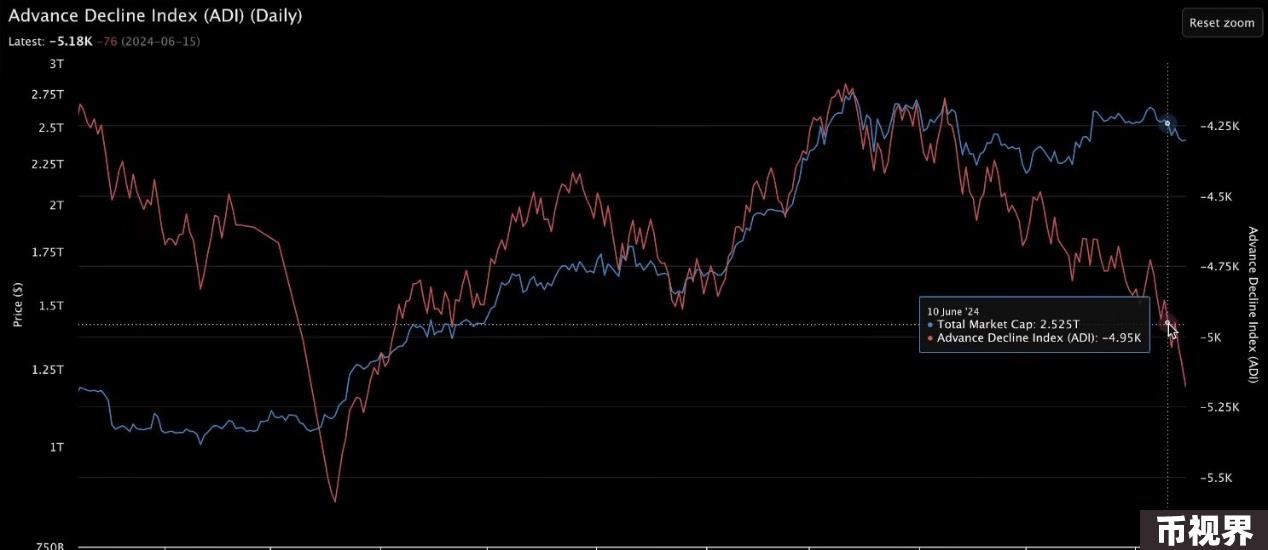 Advance Decline Index (ADI) (Daily)
Reset zoom
Latest: −5.18K -76 (2024-06-15)
3T
2.75T
2.5T
2.25T
2T
1.75T
1.5T
1.25T
1T
750B
Price ($)
−4.25K
−4.5K
−4.75K
−5K
−5.25K
−5.5K
Advance Decline Index (ADI)
10 June '24
Total Market Cap: 2.525T
Advance Decline Index (ADI): −4.95K
币视界